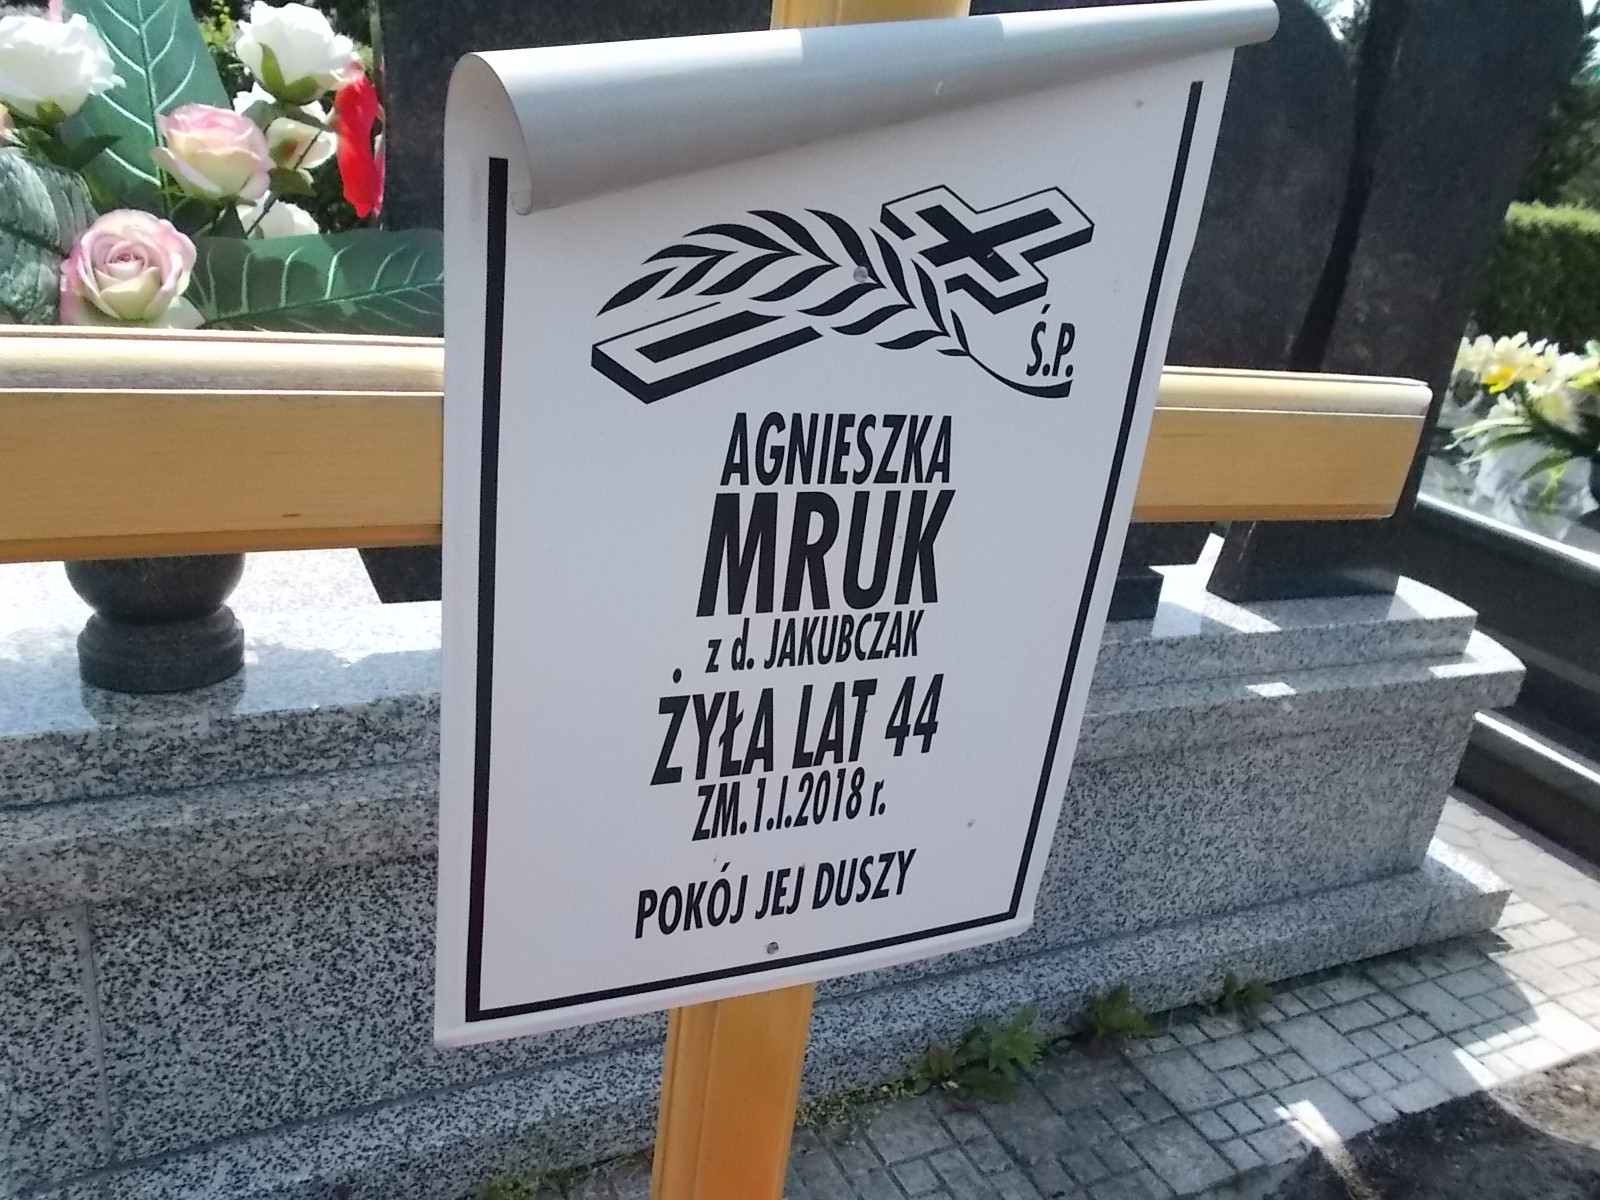 Ś.P.
AGNIESZKA
MRUK
z d. JAKUBCZAK
ŻYŁA LAT 44
ZM.1.I.2018 r.
POKÓJ JEJ DUSZY